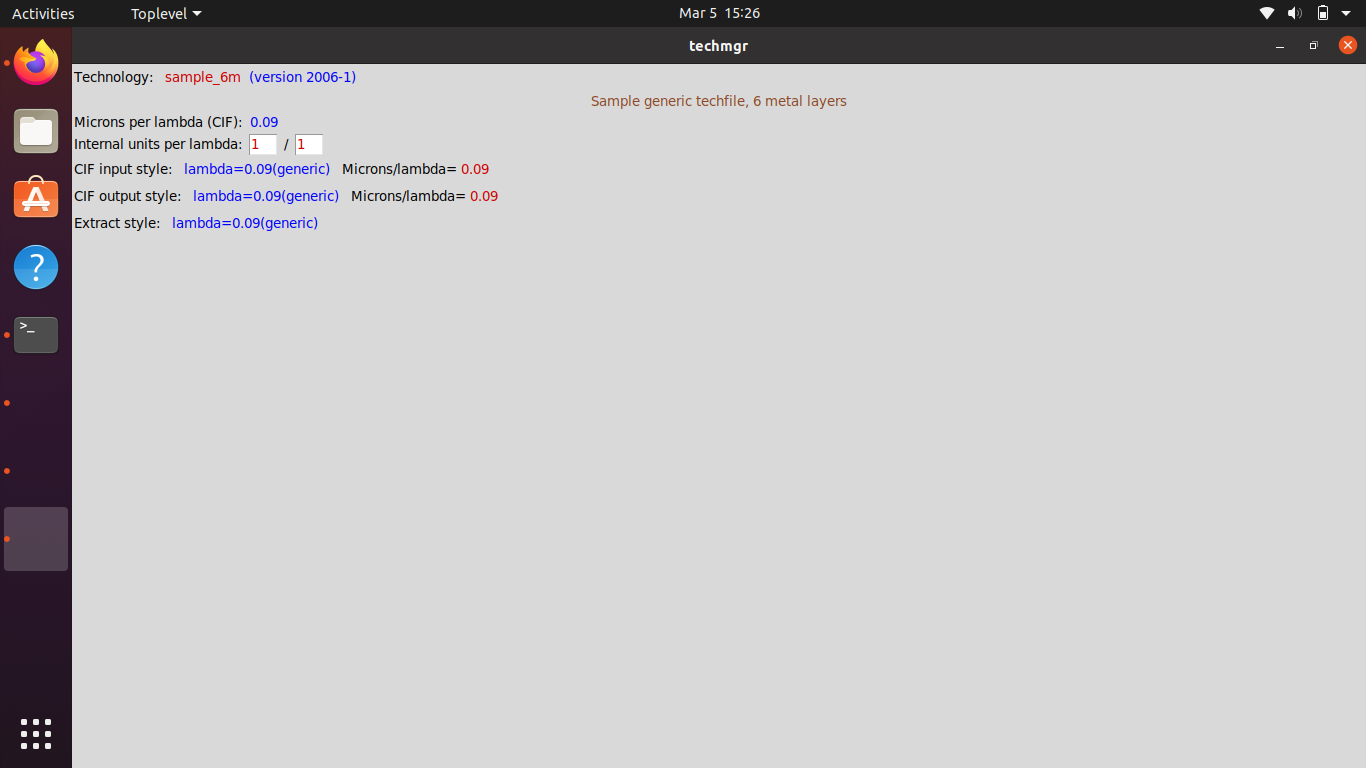 Activities Toplevel Mar 5 15:26
techmgr
Technology: sample_6m (version 2006-1)
Sample generic techfile, 6 metal layers
Microns per lambda (CIF): 0.09
Internal units per lambda: 1 / 1
CIF input style: lambda=0.09(generic) Microns/lambda= 0.09
CIF output style: lambda=0.09(generic) Microns/lambda= 0.09
Extract style: lambda=0.09(generic)